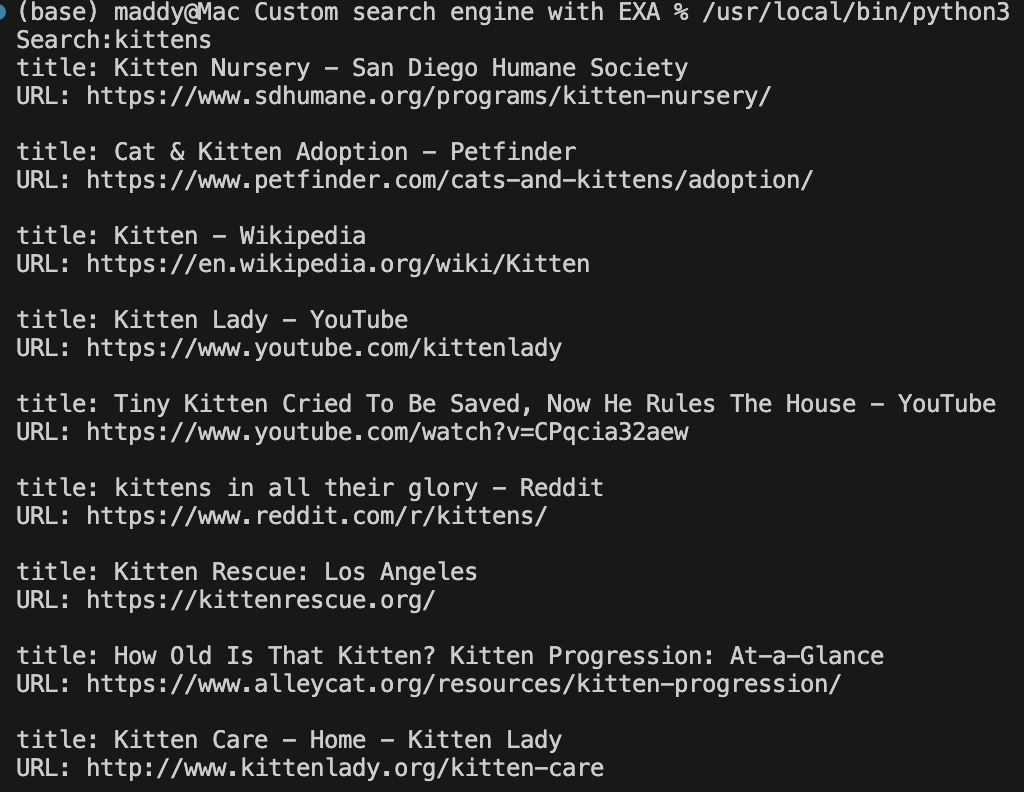 (base) maddy@Mac Custom search engine with EXA % /usr/local/bin/python3
Search:kittens
title: Kitten Nursery - San Diego Humane Society
URL: https://www.sdhumane.org/programs/kitten-nursery/
title: Cat & Kitten Adoption - Petfinder
URL: https://www.petfinder.com/cats-and-kittens/adoption/
title: Kitten - Wikipedia
URL: https://en.wikipedia.org/wiki/Kitten
title: Kitten Lady - YouTube
URL: https://www.youtube.com/kittenlady
title: Tiny Kitten Cried To Be Saved, Now He Rules The House - YouTube
URL: https://www.youtube.com/watch?v=CPqcia32aew
title: kittens in all their glory - Reddit
URL: https://www.reddit.com/r/kittens/
title: Kitten Rescue: Los Angeles
URL: https://kittenrescue.org/
title: How Old Is That Kitten? Kitten Progression: At-a-Glance
URL: https://www.alleycat.org/resources/kitten-progression/
title: Kitten Care - Home - Kitten Lady
URL: http://www.kittenlady.org/kitten-care